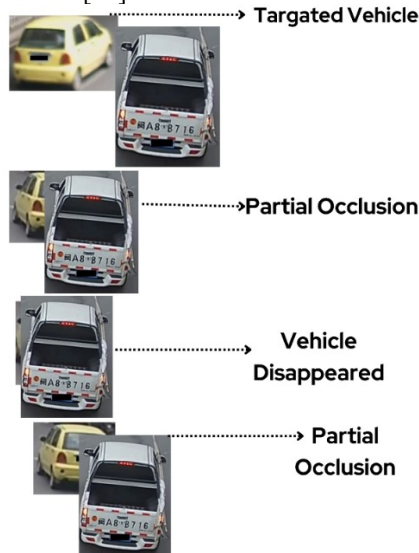 Targated Vehicle
A8·B716
Partial Occlusion
A8·B716
Vehicle
Disappeared
A8·B716
Partial
Occlusion
A8·B716